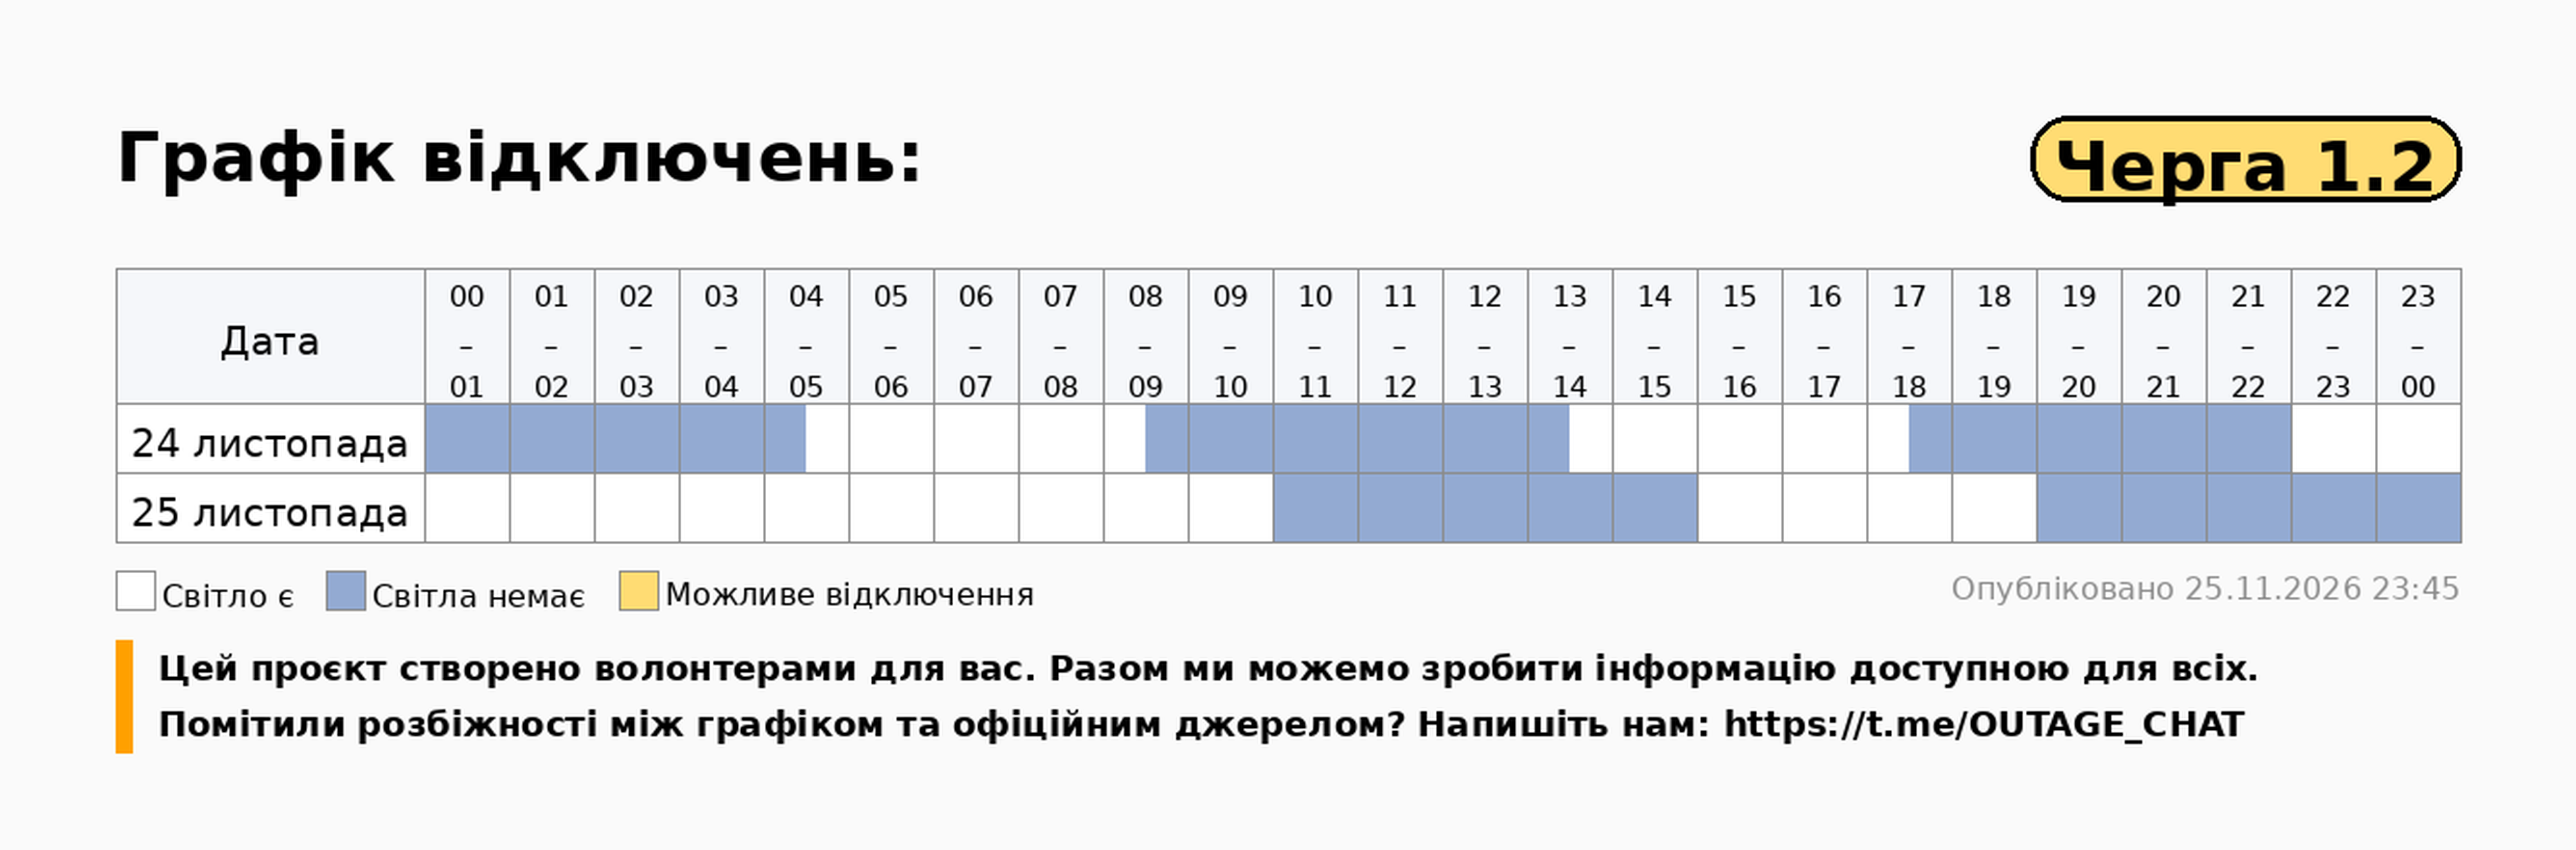 Графік відключень:
Черга 1.2
Дата
00 – 01
01 – 02
02 – 03
03 – 04
04 – 05
05 – 06
06 – 07
07 – 08
08 – 09
09 – 10
10 – 11
11 – 12
12 – 13
13 – 14
14 – 15
15 – 16
16 – 17
17 – 18
18 – 19
19 – 20
20 – 21
21 – 22
22 – 23
23 – 00
24 листопада
25 листопада
Світло є
Світла немає
Можливе відключення
Опубліковано 25.11.2026 23:45
Цей проєкт створено волонтерами для вас. Разом ми можемо зробити інформацію доступною для всіх.
Помітили розбіжності між графіком та офіційним джерелом? Напишіть нам: https://t.me/OUTAGE_CHAT